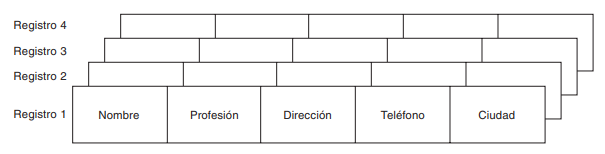 Registro 4
Registro 3
Registro 2
Registro 1 Nombre Profesión Dirección Teléfono Ciudad